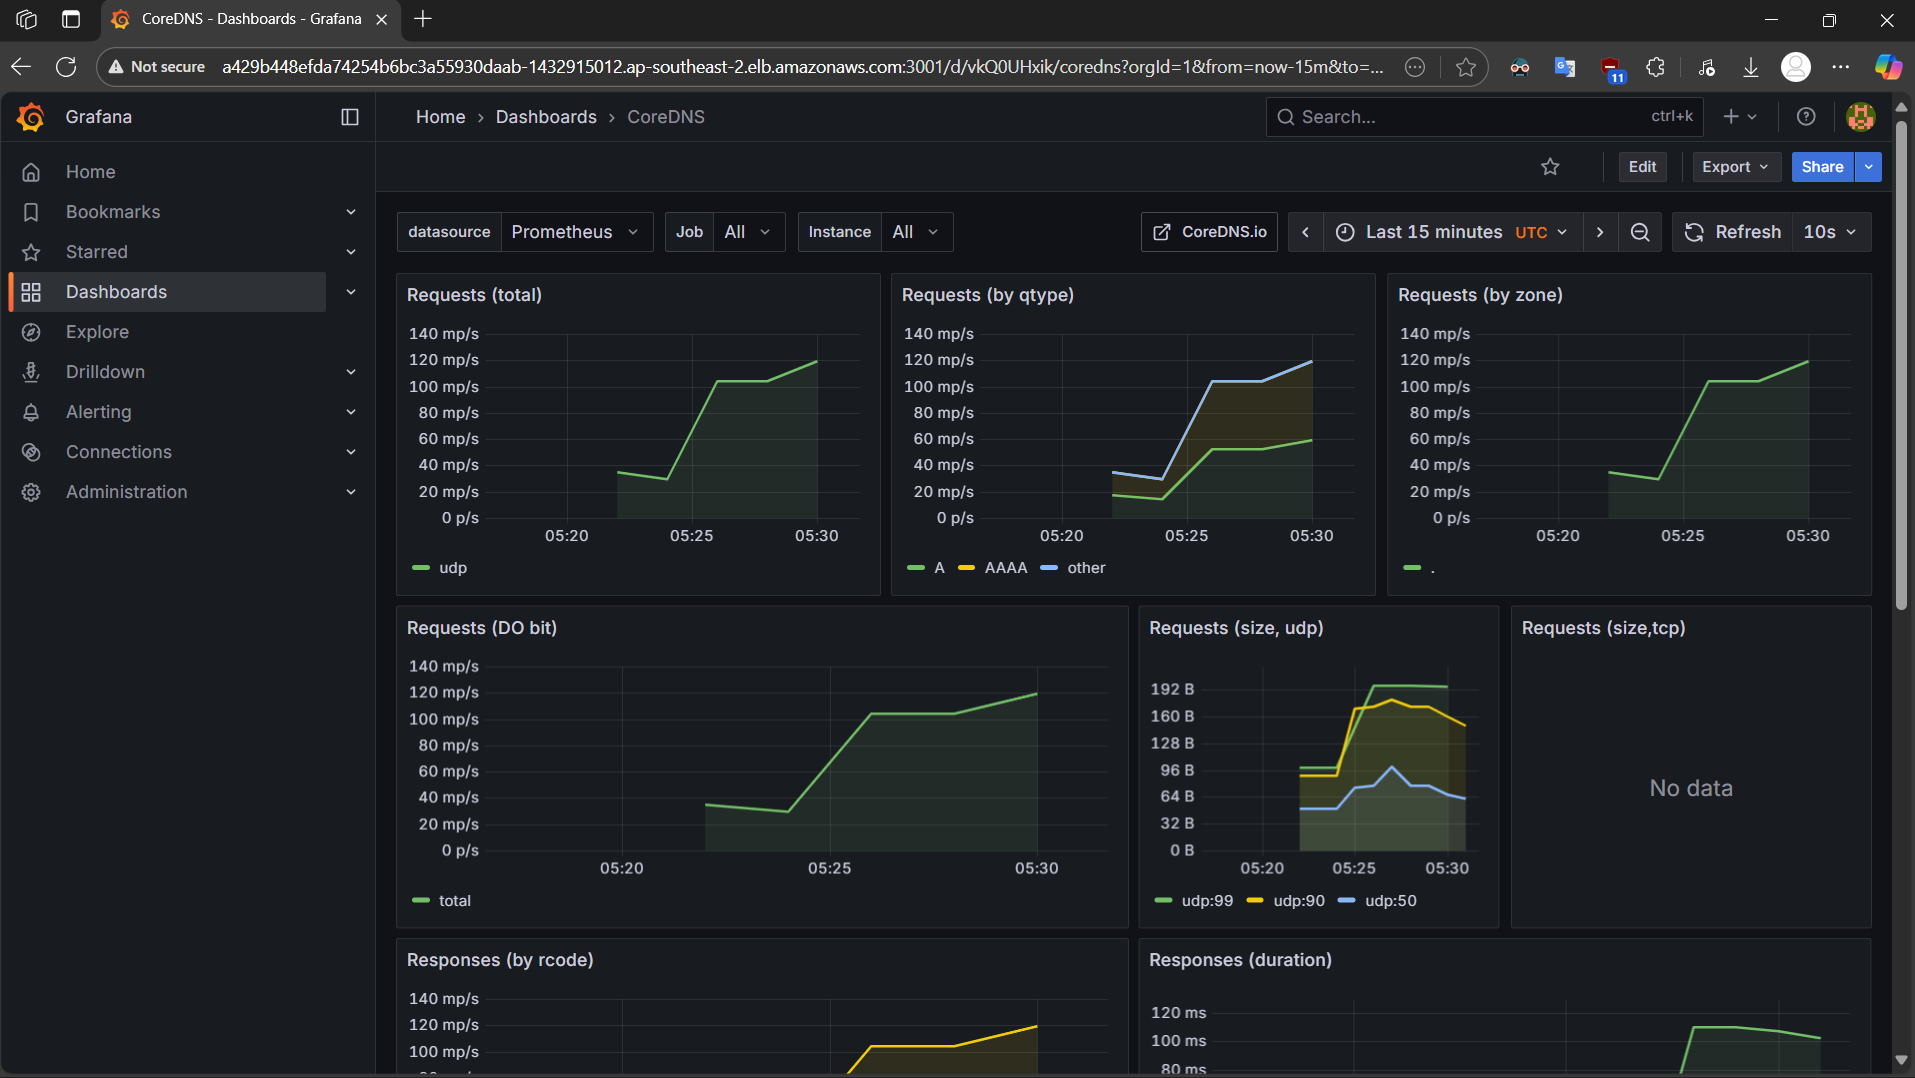 CoreDNS - Dashboards - Grafana
Not secure a429b448efda74254b6bc3a55930daab-1432915012.ap-southeast-2.elb.amazonaws.com:3001/d/vkQ0UHxik/coredns?orgId=1&from=now-15m&to=...
11
Grafana
Home › Dashboards › CoreDNS
Search... ctrl+k
Home
Bookmarks
Starred
Dashboards
Explore
Drilldown
Alerting
Connections
Administration
Edit Export Share
datasource Prometheus Job All Instance All CoreDNS.io Last 15 minutes UTC Refresh 10s
Requests (total)
140 mp/s
120 mp/s
100 mp/s
80 mp/s
60 mp/s
40 mp/s
20 mp/s
0 p/s
05:20 05:25 05:30
udp
Requests (by qtype)
140 mp/s
120 mp/s
100 mp/s
80 mp/s
60 mp/s
40 mp/s
20 mp/s
0 p/s
05:20 05:25 05:30
A AAAA other
Requests (by zone)
140 mp/s
120 mp/s
100 mp/s
80 mp/s
60 mp/s
40 mp/s
20 mp/s
0 p/s
05:20 05:25 05:30
.
Requests (DO bit)
140 mp/s
120 mp/s
100 mp/s
80 mp/s
60 mp/s
40 mp/s
20 mp/s
0 p/s
05:20 05:25 05:30
total
Requests (size, udp)
192 B
160 B
128 B
96 B
64 B
32 B
0 B
05:20 05:25 05:30
udp:99 udp:90 udp:50
Requests (size,tcp)
No data
Responses (by rcode)
140 mp/s
120 mp/s
100 mp/s
Responses (duration)
120 ms
100 ms
80 ms